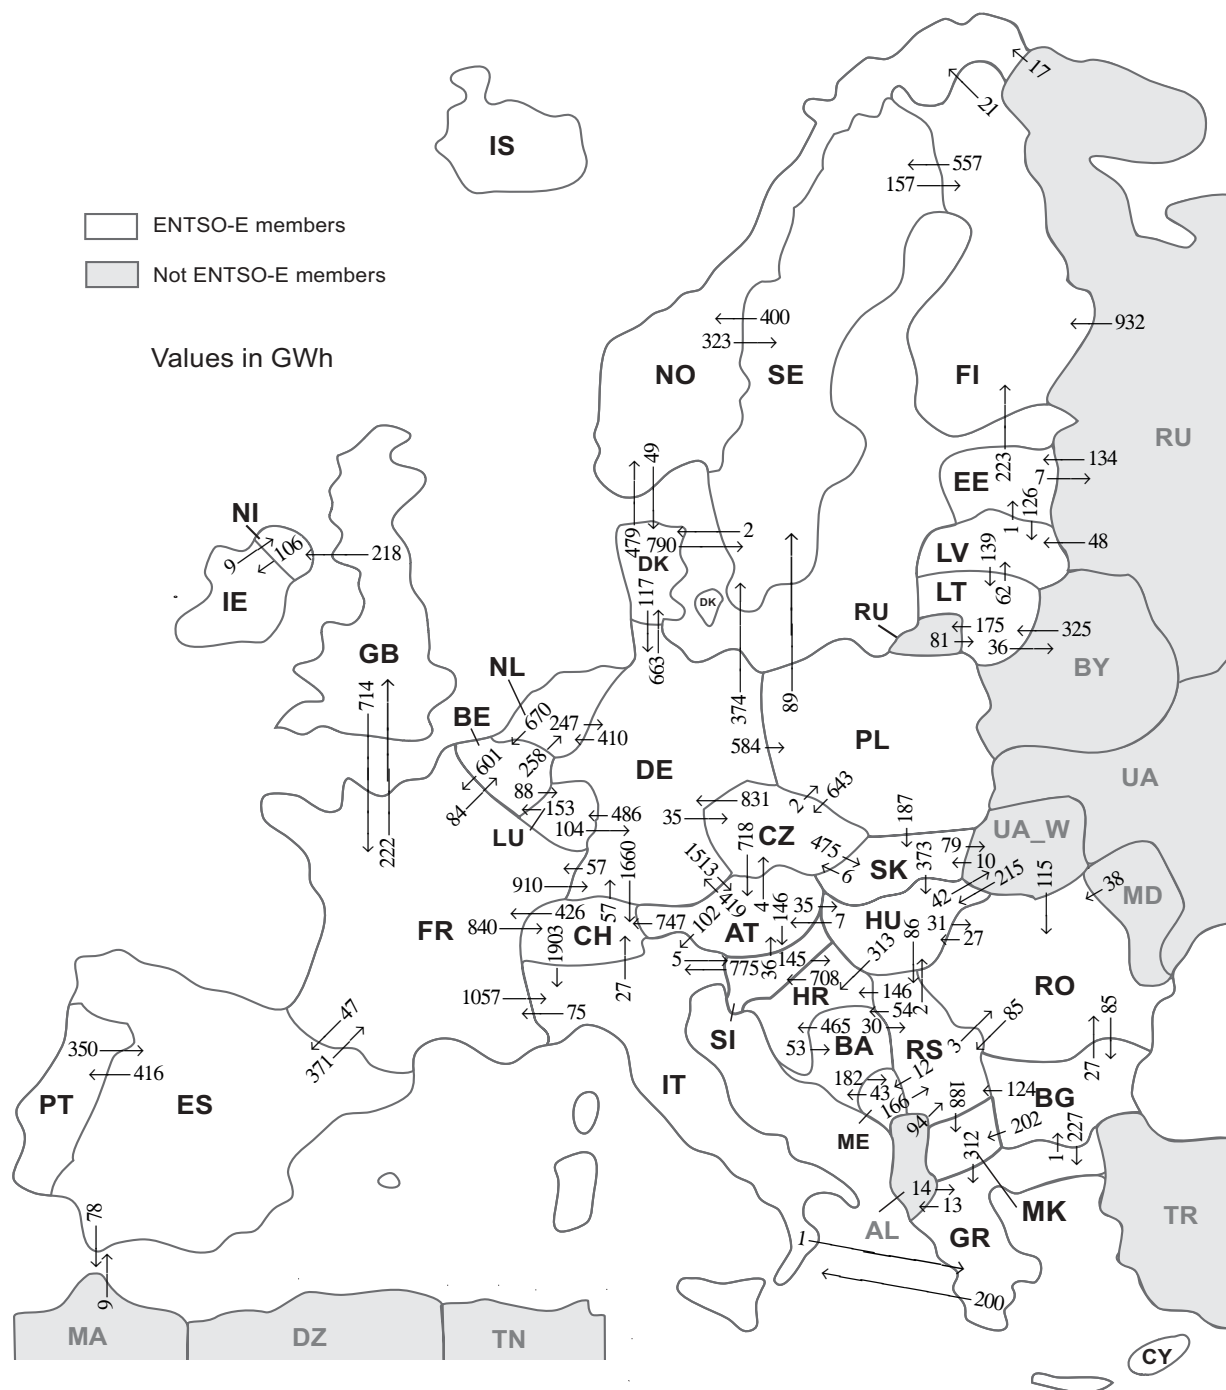 17
21
IS
557
157
ENTSO-E members
Not ENTSO-E members
Values in GWh
400
323
932
NO
SE
FI
RU
49
223
134
7
EE
126
NI
106
9
218
479
790
2
DK
1
139
LV
48
IE
117
DK
LT
62
RU
175
325
81
36
BY
GB
663
714
NL
374
89
BE
670
247
410
584
PL
601
258
DE
UA
88
153
84
LU
104
486
831
35
2
643
187
CZ
718
UA_W
222
475
6
SK
373
79
10
215
115
38
MD
57
910
1660
1513
419
4
146
35
7
42
FR
840
426
57
CH
747
102
AT
HU
86
31
27
1903
313
5
775
36
145
708
27
HR
146
54
2
RO
1057
75
SI
465
30
53
BA
RS
3
85
85
47
371
350
416
PT
ES
IT
182
43
12
166
188
124
27
BG
ME
94
202
312
227
1
78
14
13
MK
AL
GR
TR
1
200
9
MA
DZ
TN
CY